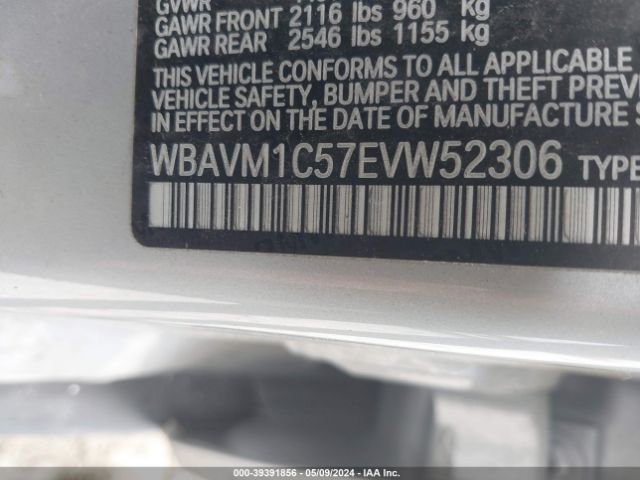 GVWR
GAWR FRONT 2116 lbs 960 kg
GAWR REAR 2546 lbs 1155 kg
THIS VEHICLE CONFORMS TO ALL APPLICABLE
VEHICLE SAFETY, BUMPER AND THEFT PREV
IN EFFECT ON THE DATE OF MANUFACTURE S
WBAVM1C57EVW52306 TYPE
000-39391856 - 05/09/2024 - IAA Inc.